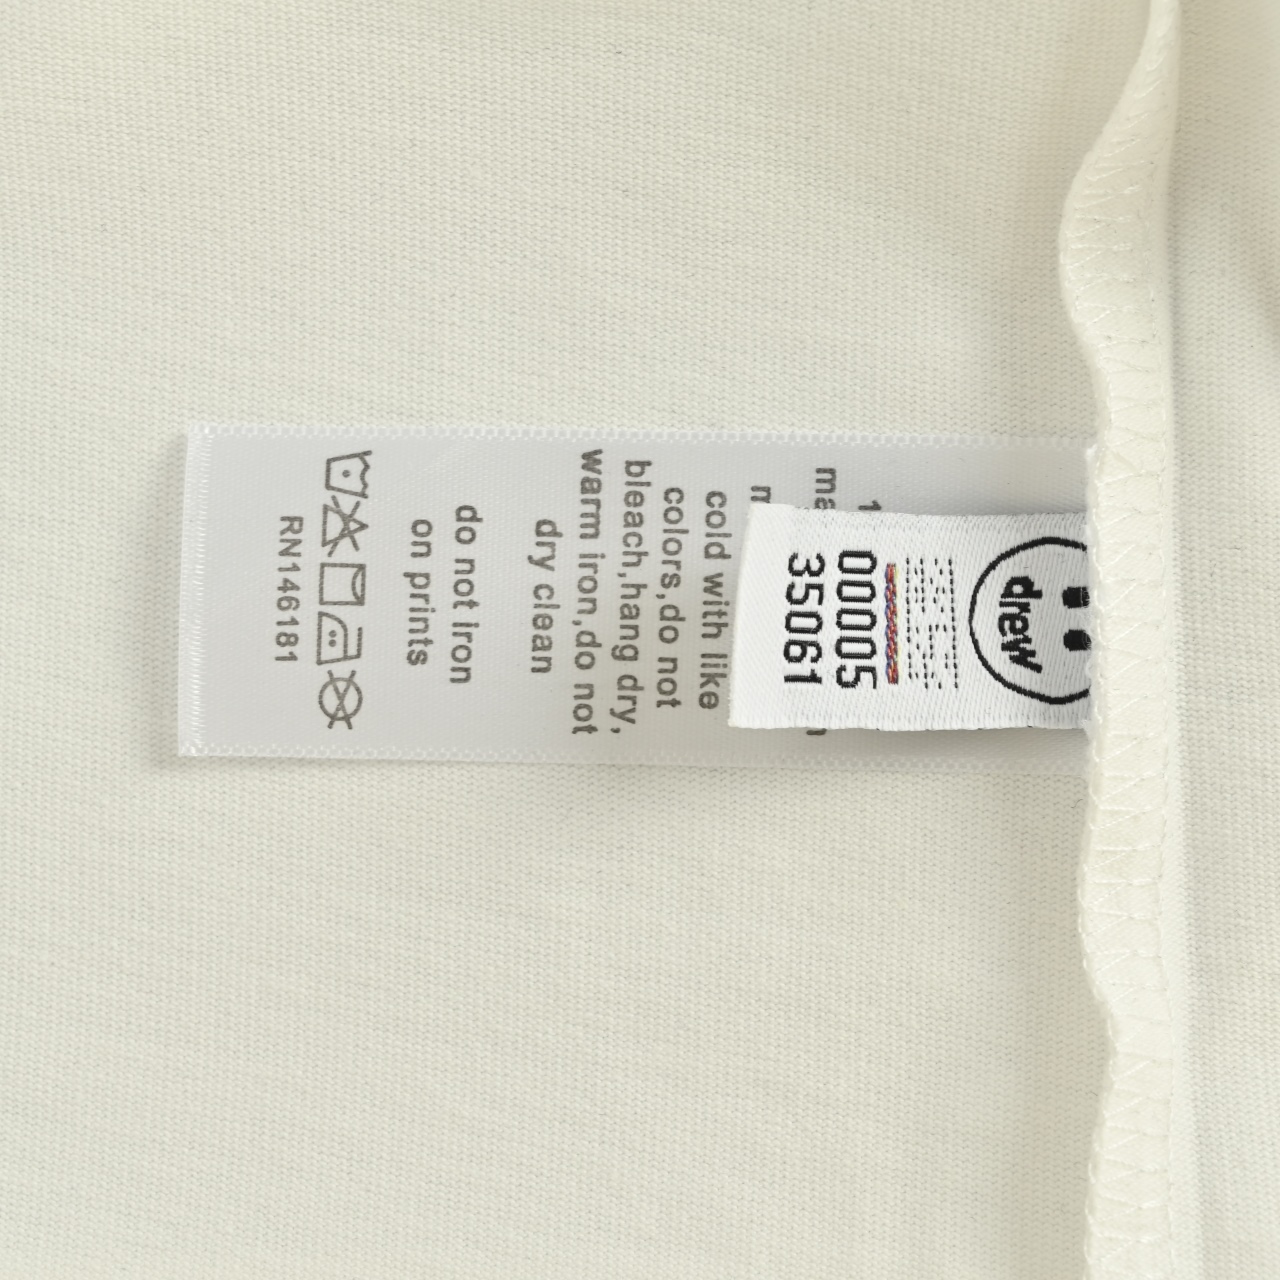 drew
00005
35061
cold with like
colors,do not
bleach,hang dry,
warm iron,do not
dry clean
do not iron
on prints
RN146181